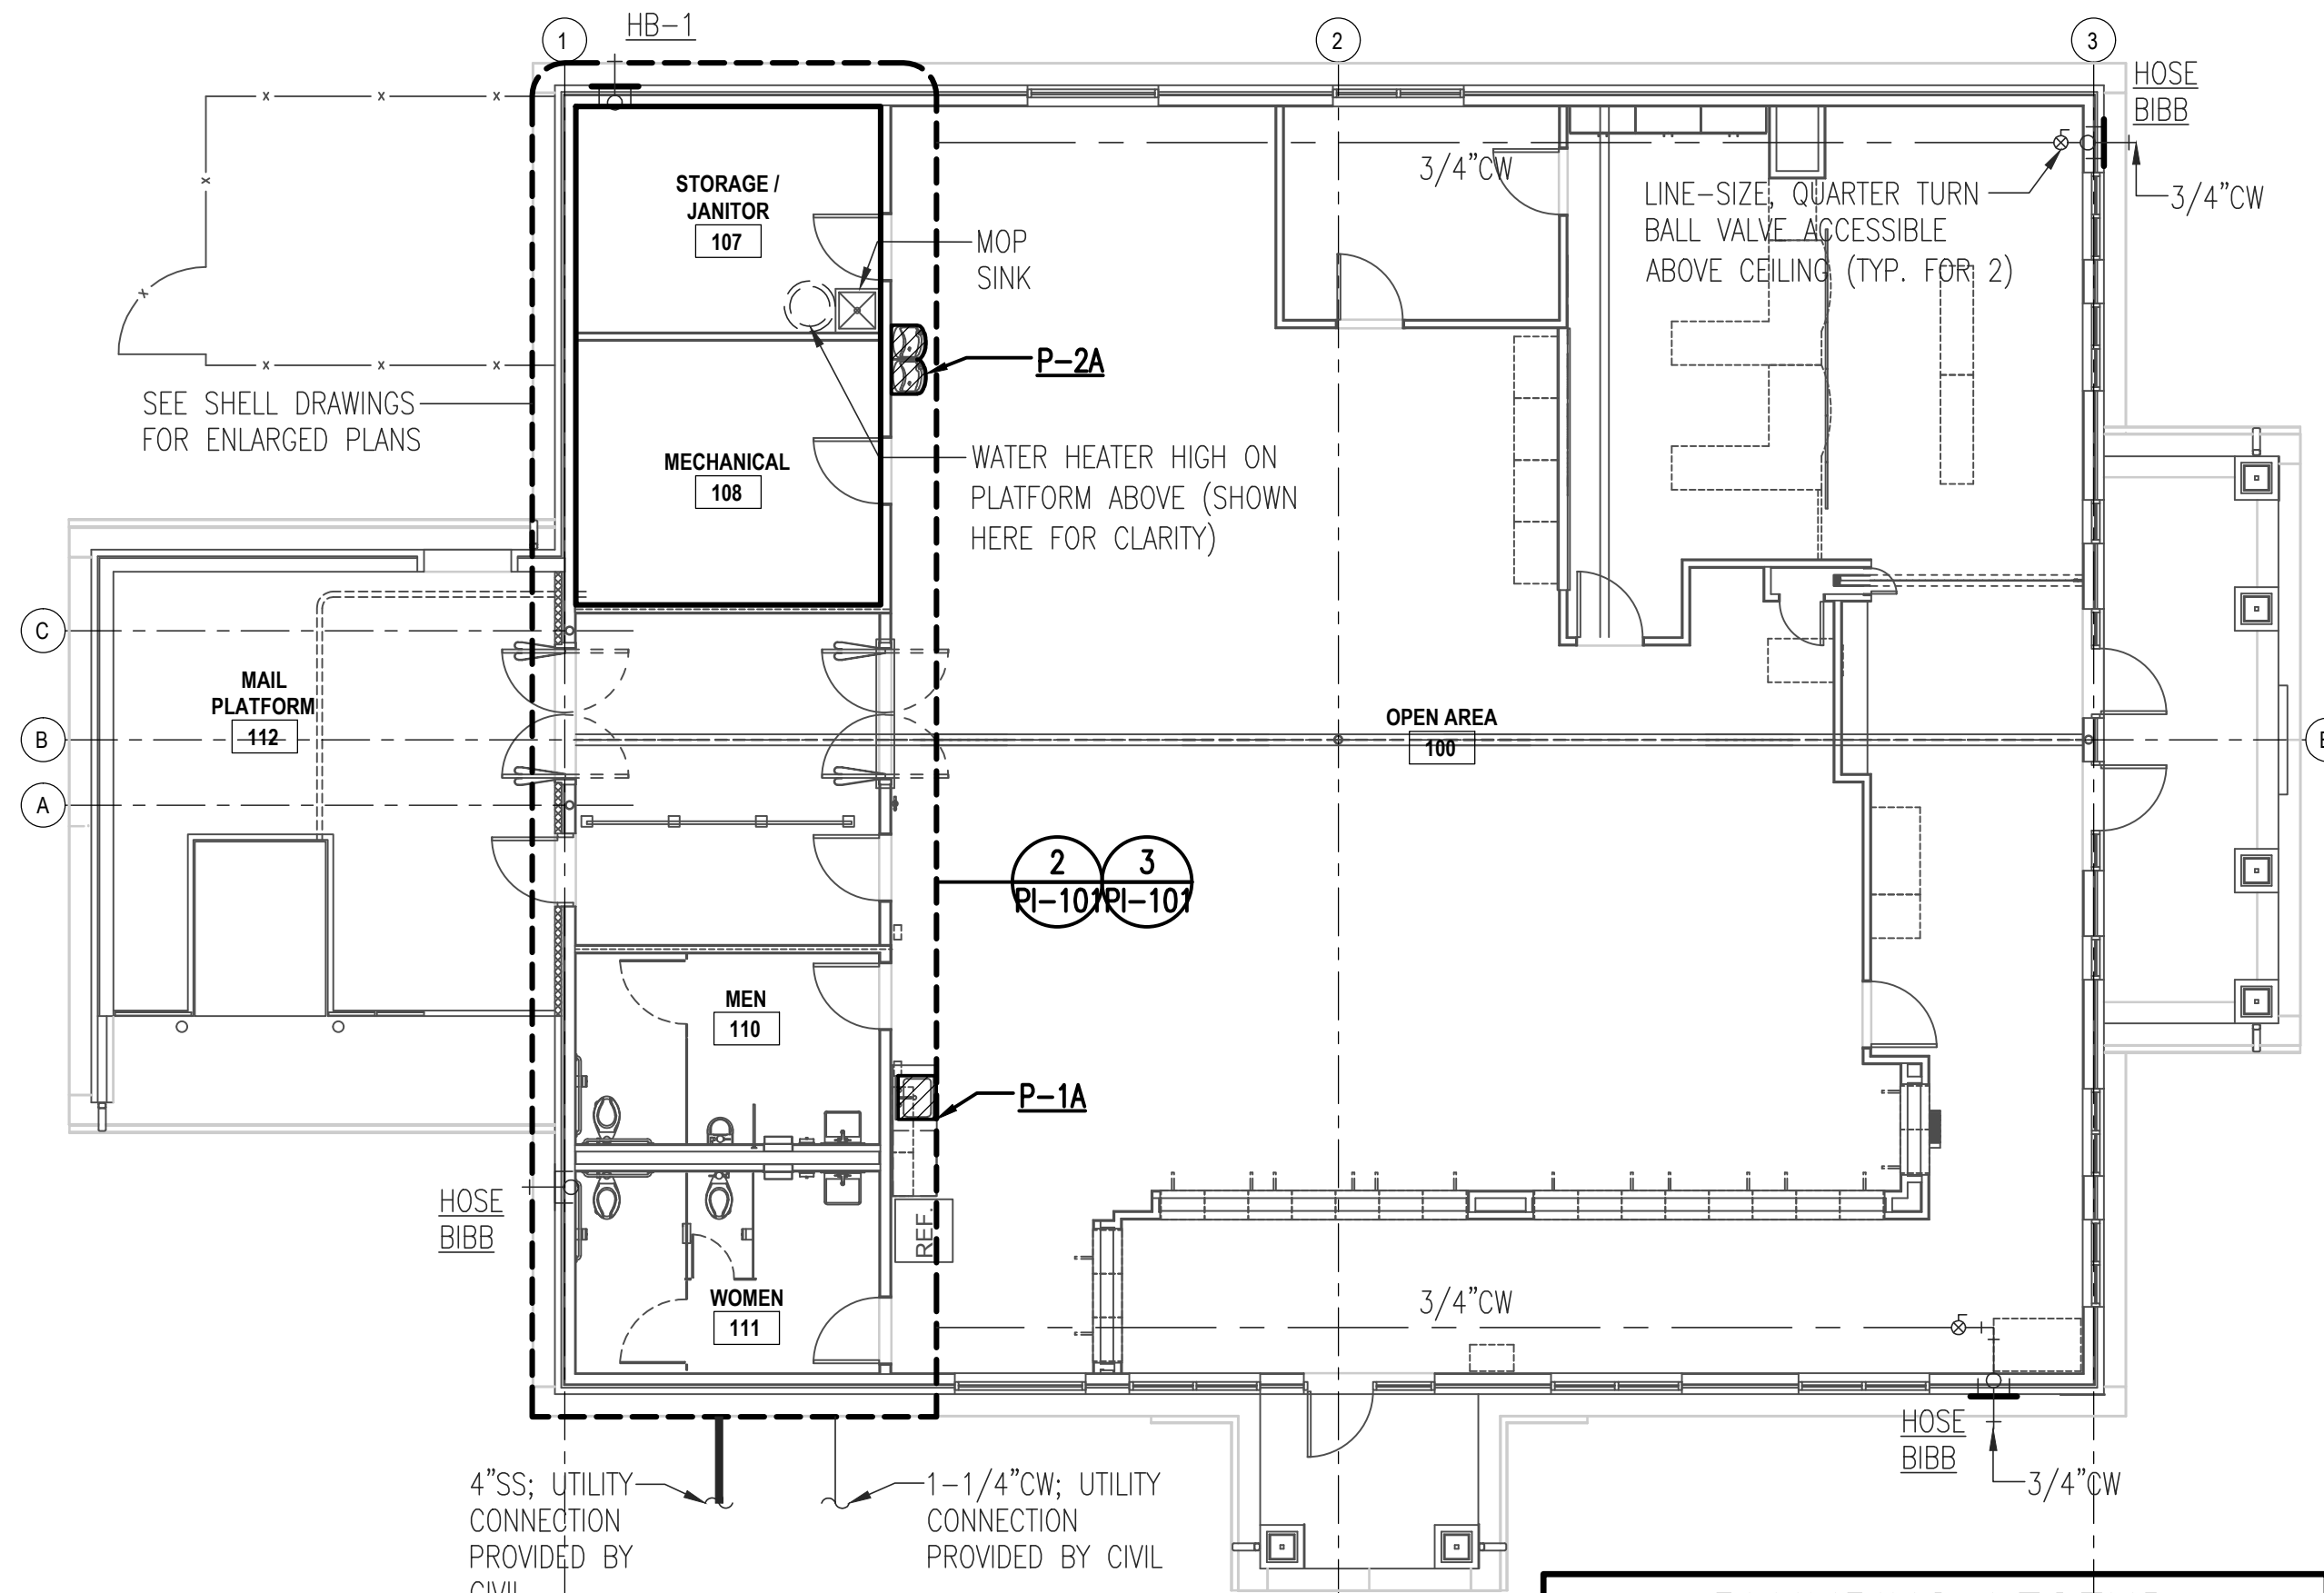 HB-1
1
2
3
HOSE
BIBB
3/4"CW
3/4"CW
LINE-SIZE, QUARTER TURN
BALL VALVE ACCESSIBLE
ABOVE CEILING (TYP. FOR 2)
STORAGE /
JANITOR
107
MOP
SINK
P-2A
SEE SHELL DRAWINGS
FOR ENLARGED PLANS
MECHANICAL
108
WATER HEATER HIGH ON
PLATFORM ABOVE (SHOWN
HERE FOR CLARITY)
C
MAIL
PLATFORM
112
B
A
OPEN AREA
100
2
PI-101
3
PI-101
MEN
110
P-1A
HOSE
BIBB
REF.
WOMEN
111
3/4"CW
HOSE
BIBB
3/4"CW
4"SS; UTILITY
CONNECTION
PROVIDED BY
CIVIL
1-1/4"CW; UTILITY
CONNECTION
PROVIDED BY CIVIL